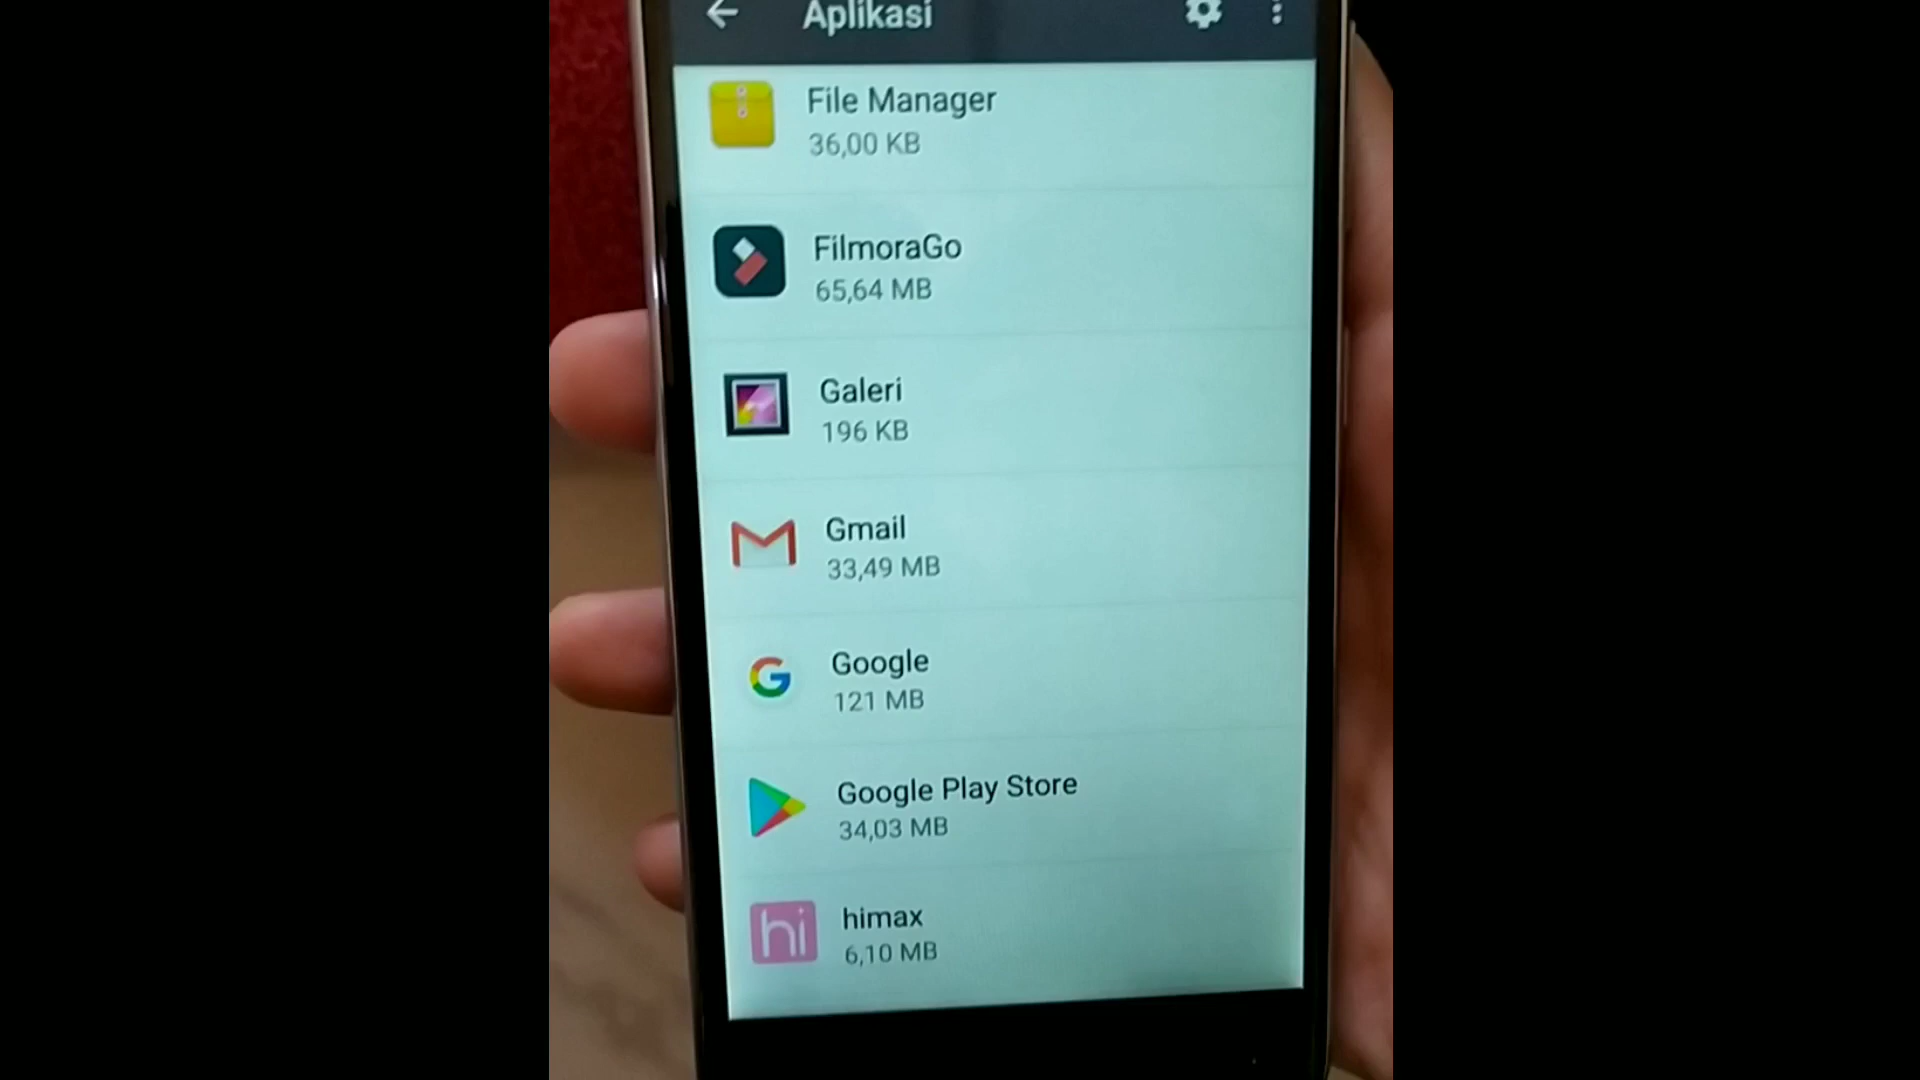 Aplikasi
File Manager
36,00 KB
FilmoraGo
65,64 MB
Galeri
196 KB
Gmail
33,49 MB
Google
121 MB
Google Play Store
34,03 MB
hi
himax
6,10 MB